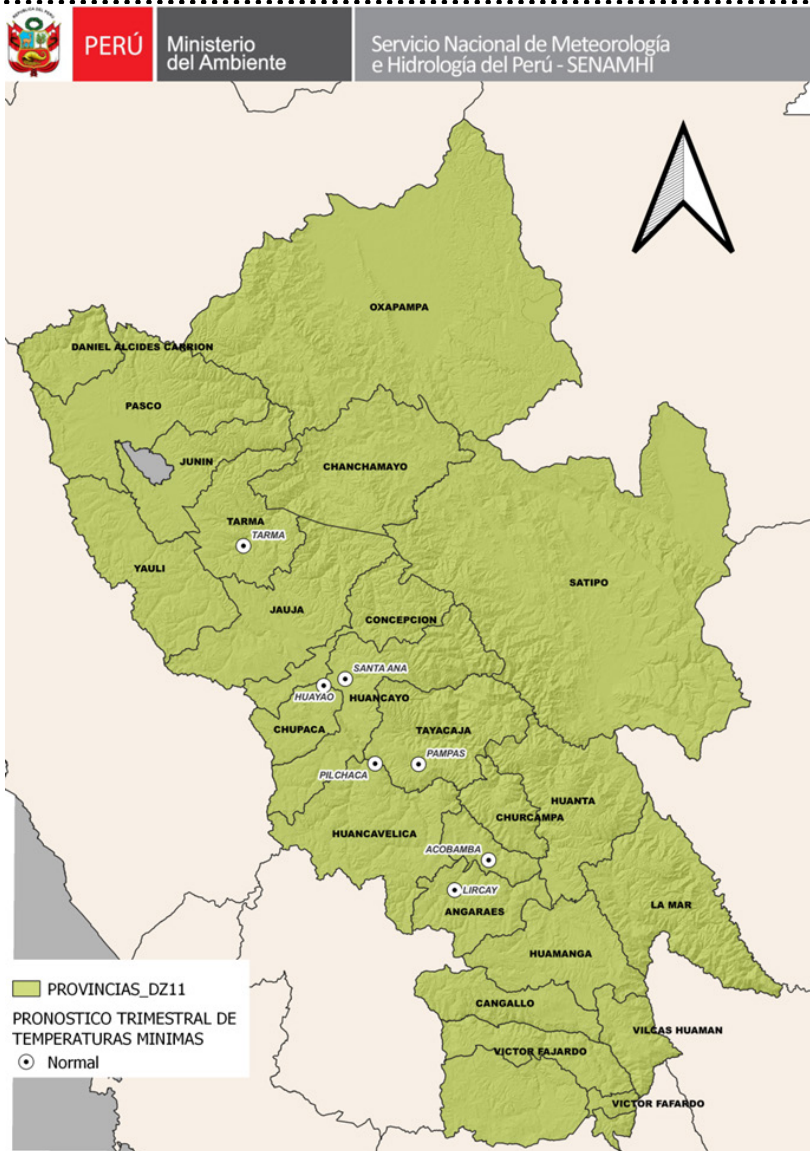 PERÚ
Ministerio
del Ambiente
Servicio Nacional de Meteorología
e Hidrología del Perú - SENAMHI
OXAPAMPA
DANIEL ALCIDES CARRION
PASCO
JUNIN
CHANCHAMAYO
TARMA
TARMA
YAULI
SATIPO
JAUJA
CONCEPCION
SANTA ANA
HUAYAO
HUANCAYO
CHUPACA
TAYACAJA
PAMPAS
PILCHACA
HUANTA
CHURCAMPA
HUANCAVELICA
ACOBAMBA
LIRCAY
ANGARAES
LA MAR
HUAMANGA
CANGALLO
VILCAS HUAMAN
VICTOR FAJARDO
VICTOR FAFARDO
PROVINCIAS_DZ11
PRONOSTICO TRIMESTRAL DE
TEMPERATURAS MINIMAS
Normal